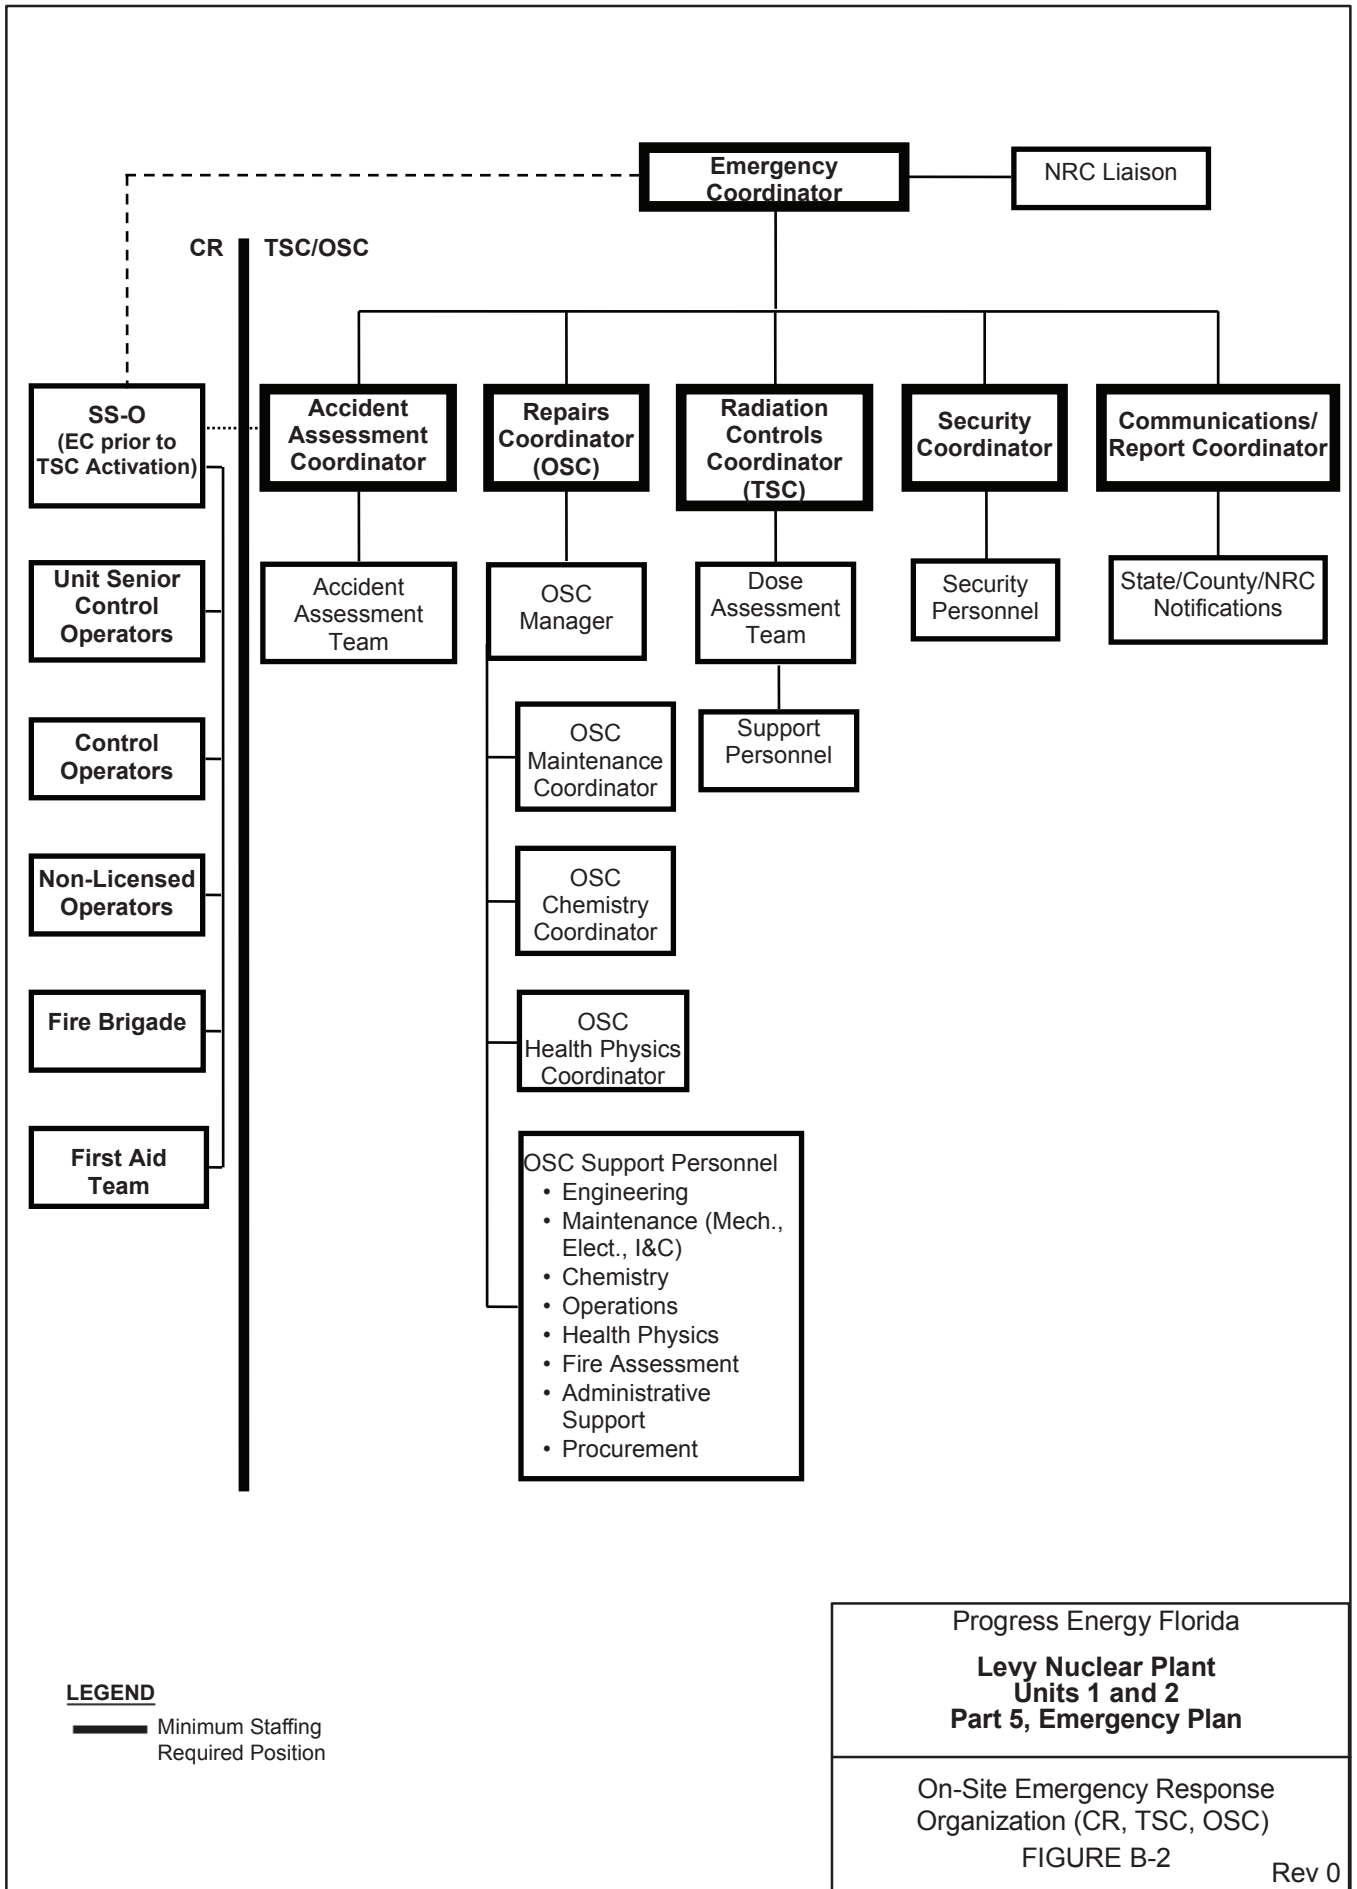 Emergency
Coordinator
NRC Liaison
CR
TSC/OSC
SS-O
(EC prior to
TSC Activation)
Accident
Assessment
Coordinator
Repairs
Coordinator
(OSC)
Radiation
Controls
Coordinator
(TSC)
Security
Coordinator
Communications/
Report Coordinator
Unit Senior
Control
Operators
Accident
Assessment
Team
OSC
Manager
Dose
Assessment
Team
Security
Personnel
State/County/NRC
Notifications
Control
Operators
OSC
Maintenance
Coordinator
Support
Personnel
Non-Licensed
Operators
OSC
Chemistry
Coordinator
Fire Brigade
OSC
Health Physics
Coordinator
First Aid
Team
OSC Support Personnel
• Engineering
• Maintenance (Mech.,
Elect., I&C)
• Chemistry
• Operations
• Health Physics
• Fire Assessment
• Administrative
Support
• Procurement
LEGEND
Minimum Staffing
Required Position
Progress Energy Florida
Levy Nuclear Plant
Units 1 and 2
Part 5, Emergency Plan
On-Site Emergency Response
Organization (CR, TSC, OSC)
FIGURE B-2
Rev 0